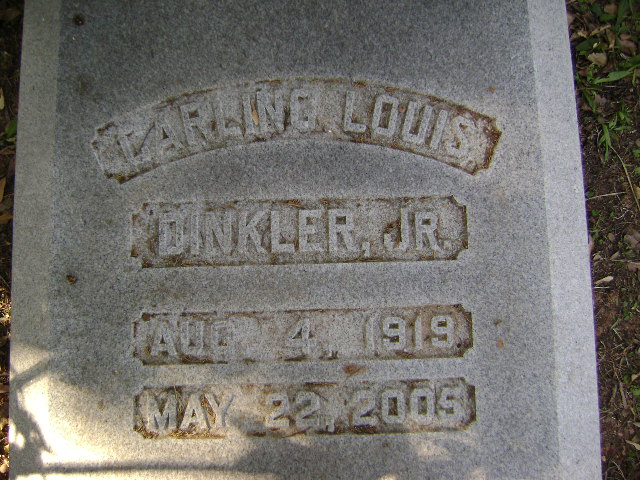 CARLING LOUIS
DINKLER, JR.
AUG. 4, 1919
MAY 22, 2005